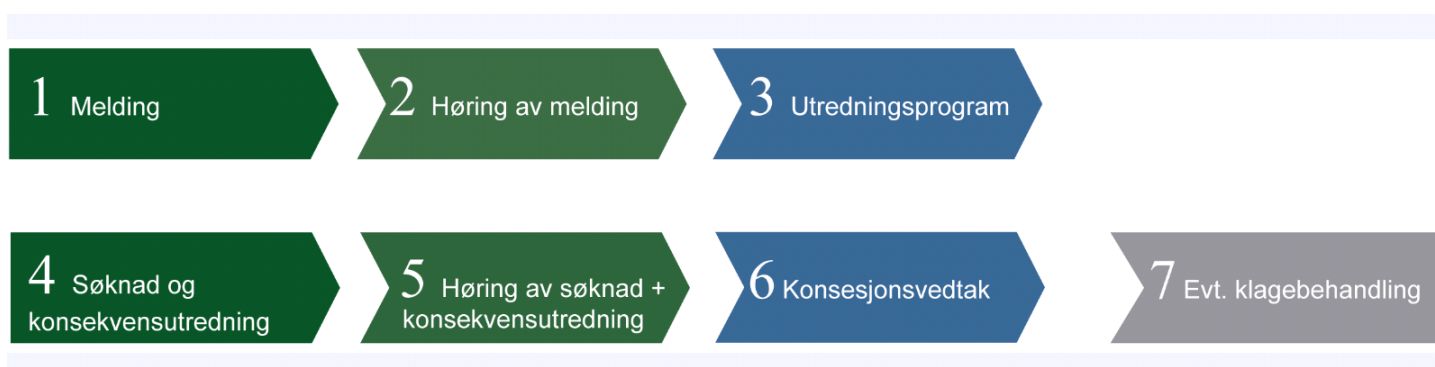 1 Melding
2 Høring av melding
3 Utredningsprogram
4 Søknad og
konsekvensutredning
5 Høring av søknad +
konsekvensutredning
6 Konsesjonsvedtak
7 Evt. klagebehandling